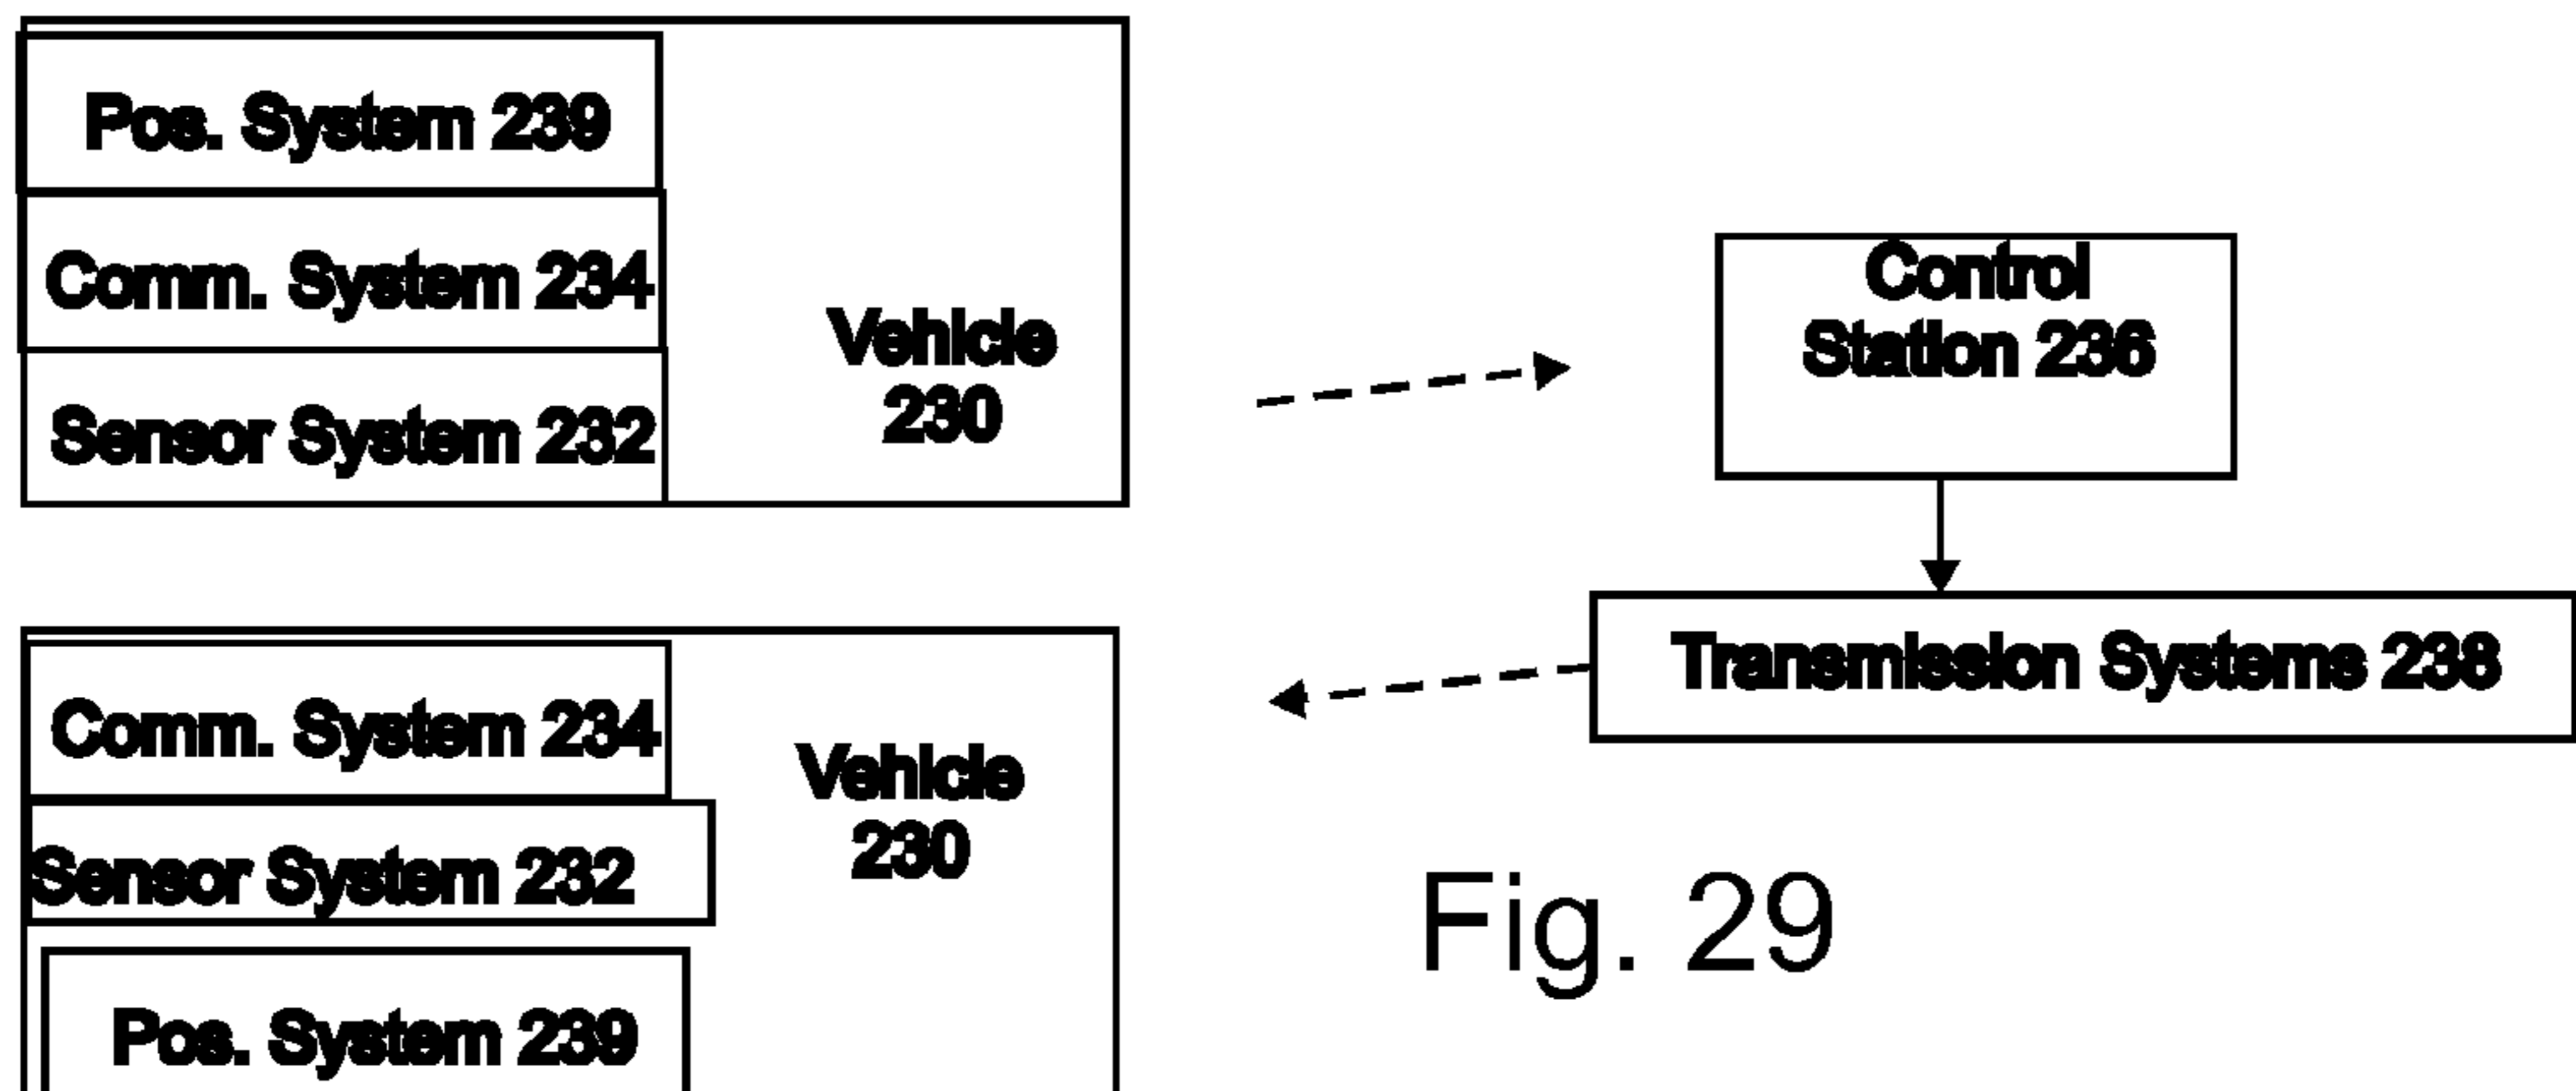 Pos. System 239
Comm. System 234
Sensor System 232
Vehicle
230
Control
Station 236
Transmission Systems 238
Comm. System 234
Sensor System 232
Pos. System 239
Vehicle
230
Fig. 29